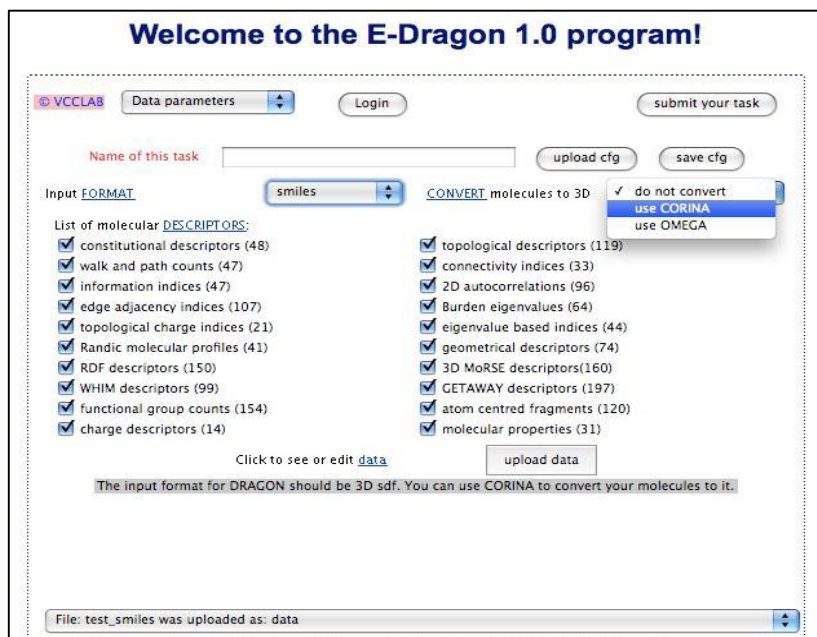 Welcome to the E-Dragon 1.0 program!
© VCCLAB Data parameters Login submit your task
Name of this task upload cfg save cfg
Input FORMAT smiles CONVERT molecules to 3D ✓ do not convert
use CORINA
use OMEGA
List of molecular DESCRIPTORS:
constitutional descriptors (48) topological descriptors (119)
walk and path counts (47) connectivity indices (33)
information indices (47) 2D autocorrelations (96)
edge adjacency indices (107) Burden eigenvalues (64)
topological charge indices (21) eigenvalue based indices (44)
Randic molecular profiles (41) geometrical descriptors (74)
RDF descriptors (150) 3D MoRSE descriptors(160)
WHIM descriptors (99) GETAWAY descriptors (197)
functional group counts (154) atom centred fragments (120)
charge descriptors (14) molecular properties (31)
Click to see or edit data upload data
The input format for DRAGON should be 3D sdf. You can use CORINA to convert your molecules to it.
File: test_smiles was uploaded as: data